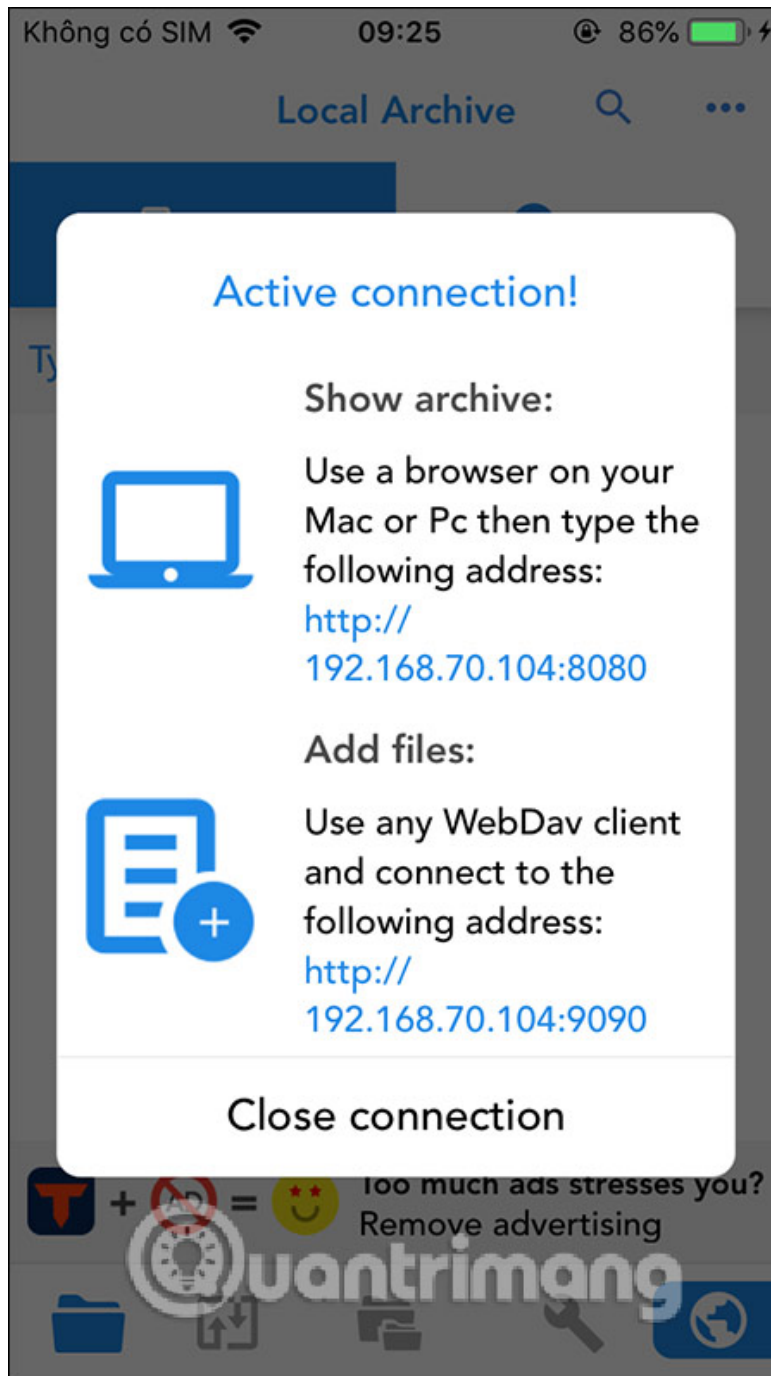 Không có SIM 09:25 86%
Local Archive
Ty
Active connection!
Show archive:
Use a browser on your
Mac or Pc then type the
following address:
http://
192.168.70.104:8080
Add files:
Use any WebDav client
and connect to the
following address:
http://
192.168.70.104:9090
Close connection
Too much ads stresses you?
+ AD =
Remove advertising
Quantrimang